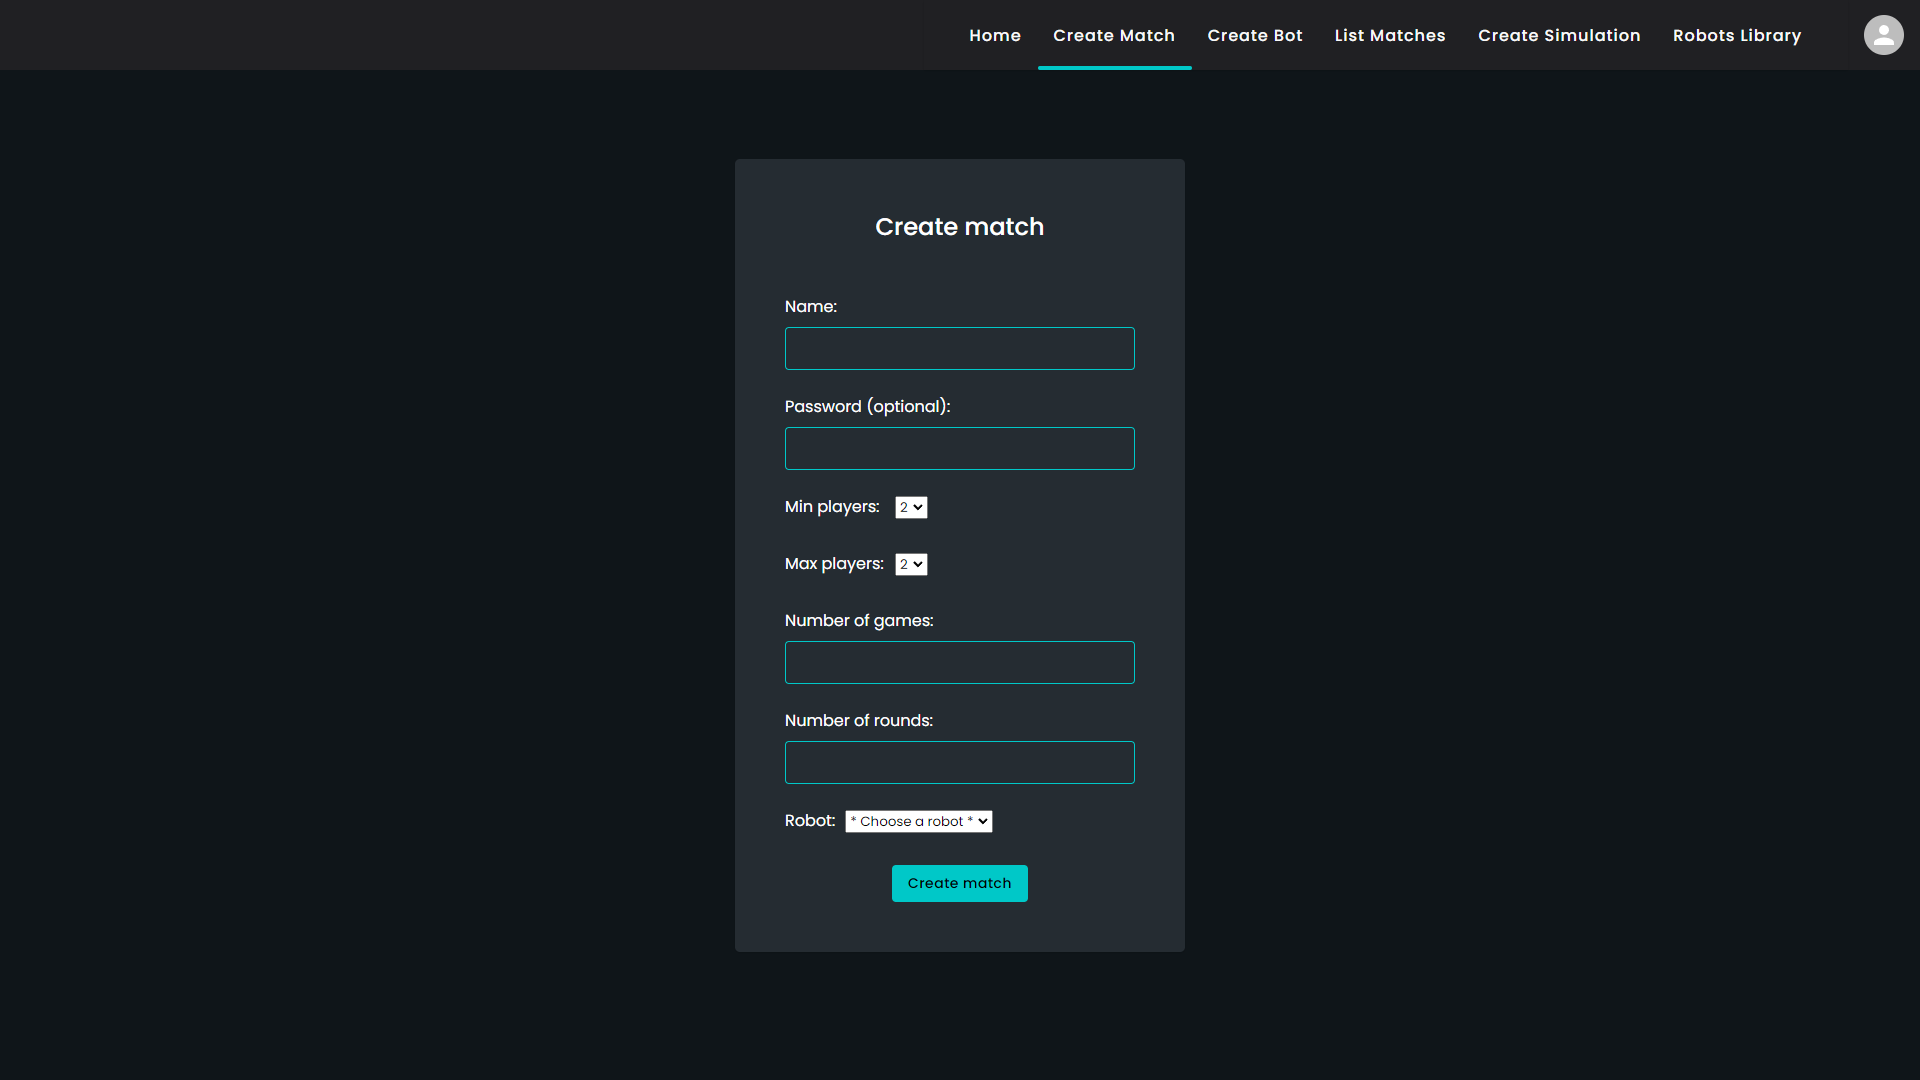 Home Create Match Create Bot List Matches Create Simulation Robots Library
Create match
Name:
Password (optional):
Min players: 2
Max players: 2
Number of games:
Number of rounds:
Robot: * Choose a robot *
Create match